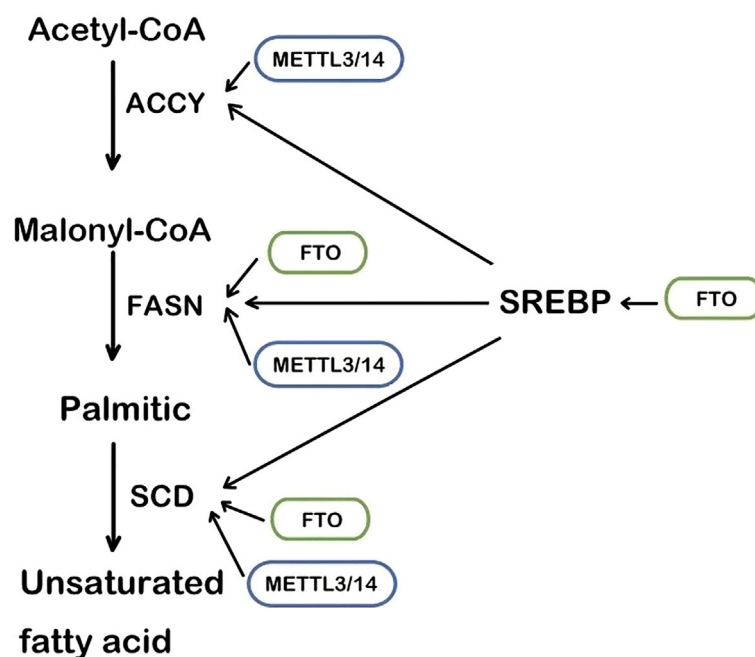 Acetyl-CoA
METTL3/14
ACCY
Malonyl-CoA
FTO
FASN
SREBP
FTO
METTL3/14
Palmitic
SCD
FTO
METTL3/14
Unsaturated
fatty acid